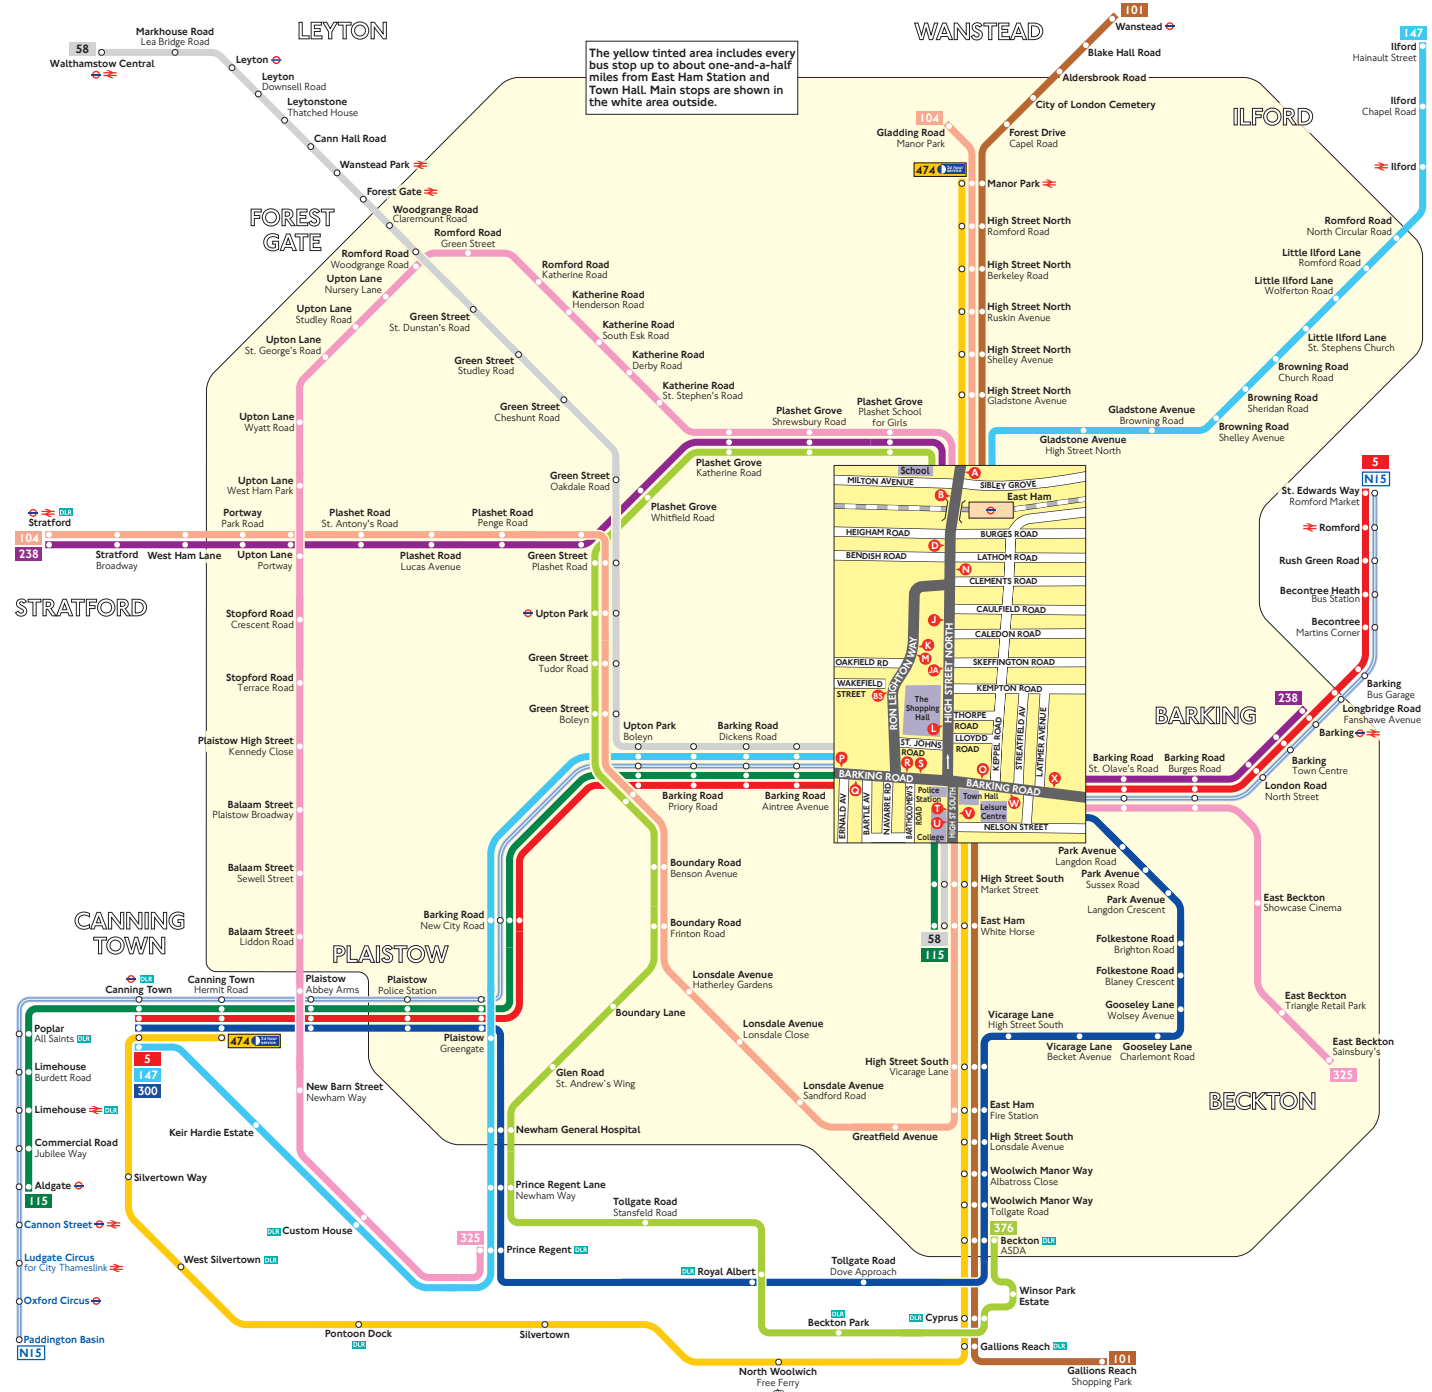 LEYTON
WANSTEAD
ILFORD
FOREST
GATE
STRATFORD
BARKING
CANNING
TOWN
PLAISTOW
BECKTON
The yellow tinted area includes every
bus stop up to about one-and-a-half
miles from East Ham Station and
Town Hall. Main stops are shown in
the white area outside.
58
Walthamstow Central
Markhouse Road
Lea Bridge Road
Leyton
Leyton
Downsell Road
Leytonstone
Thatched House
Cann Hall Road
Wanstead Park
Forest Gate
Woodgrange Road
Claremount Road
Romford Road
Green Street
Romford Road
Woodgrange Road
Upton Lane
Nursery Lane
Upton Lane
Studley Road
Upton Lane
St. George's Road
Upton Lane
Wyatt Road
Upton Lane
West Ham Park
Romford Road
Katherine Road
Katherine Road
Henderson Road
Katherine Road
South Esk Road
Katherine Road
Derby Road
Katherine Road
St. Stephen's Road
Green Street
St. Dunstan's Road
Green Street
Studley Road
Green Street
Cheshunt Road
Green Street
Oakdale Road
Plashet Grove
Shrewsbury Road
Plashet Grove
Plashet School
for Girls
Plashet Grove
Katherine Road
Plashet Grove
Whitfield Road
101
Wanstead
Blake Hall Road
Aldersbrook Road
City of London Cemetery
Forest Drive
Capel Road
104
Gladding Road
Manor Park
474
24 hour
service
Manor Park
High Street North
Romford Road
High Street North
Berkeley Road
High Street North
Ruskin Avenue
High Street North
Shelley Avenue
High Street North
Gladstone Avenue
147
Ilford
Hainault Street
Ilford
Chapel Road
Ilford
Romford Road
North Circular Road
Little Ilford Lane
Romford Road
Little Ilford Lane
Wolferton Road
Little Ilford Lane
St. Stephens Church
Browning Road
Church Road
Browning Road
Sheridan Road
Browning Road
Shelley Avenue
Gladstone Avenue
Browning Road
Gladstone Avenue
High Street North
DLR
Stratford
104
238
Stratford
Broadway
West Ham Lane
Portway
Park Road
Upton Lane
Portway
Plashet Road
St. Antony's Road
Plashet Road
Lucas Avenue
Plashet Road
Penge Road
Green Street
Plashet Road
Upton Park
Green Street
Tudor Road
Green Street
Boleyn
Stopford Road
Crescent Road
Stopford Road
Terrace Road
Plaistow High Street
Kennedy Close
Balaam Street
Plaistow Broadway
Balaam Street
Sewell Street
Balaam Street
Liddon Road
Upton Park
Boleyn
Barking Road
Dickens Road
Barking Road
Priory Road
Barking Road
Aintree Avenue
School
MILTON AVENUE
SIBLEY GROVE
East Ham
HEIGHAM ROAD
BURGES ROAD
BENDISH ROAD
LATHOM ROAD
CLEMENTS ROAD
CAULFIELD ROAD
CALEDON ROAD
OAKFIELD RD
SKEFFINGTON ROAD
WAKEFIELD
STREET
KEMPTON ROAD
RON LEIGHTON WAY
HIGH STREET NORTH
The
Shopping
Hall
THORPE
ROAD
LLOYDD
ROAD
ST. JOHNS
ROAD
KEPPEL ROAD
STREATFIELD AV
LATIMER AVENUE
BARKING ROAD
BARKING ROAD
ERNALD AV
BARTLE AV
NAVARRE RD
BARTHOLOMEW'S
ROAD
Police
Station
College
HIGH ST SOUTH
Town Hall
Leisure
Centre
NELSON STREET
A
B
D
N
J
K
M
JA
BS
L
P
Q
R
S
O
X
W
T
U
V
5
N15
St. Edwards Way
Romford Market
Romford
Rush Green Road
Becontree Heath
Bus Station
Becontree
Martins Corner
Barking
Bus Garage
Longbridge Road
Fanshawe Avenue
Barking
Barking
Town Centre
London Road
North Street
238
Barking Road
St. Olave's Road
Barking Road
Burges Road
East Beckton
Showcase Cinema
East Beckton
Triangle Retail Park
East Beckton
Sainsbury's
325
Park Avenue
Langdon Road
Park Avenue
Sussex Road
Park Avenue
Langdon Crescent
Folkestone Road
Brighton Road
Folkestone Road
Blaney Crescent
Gooseley Lane
Wolsey Avenue
Gooseley Lane
Charlemont Road
Vicarage Lane
Becket Avenue
Vicarage Lane
High Street South
High Street South
Market Street
East Ham
White Horse
58
115
High Street South
Vicarage Lane
East Ham
Fire Station
High Street South
Lonsdale Avenue
Woolwich Manor Way
Albatross Close
Woolwich Manor Way
Tollgate Road
376
Beckton DLR
ASDA
Winsor Park
Estate
DLR Cyprus
Gallions Reach DLR
101
Gallions Reach
Shopping Park
Boundary Road
Benson Avenue
Boundary Road
Frinton Road
Lonsdale Avenue
Hatherley Gardens
Lonsdale Avenue
Lonsdale Close
Lonsdale Avenue
Sandford Road
Greatfield Avenue
Boundary Lane
Glen Road
St. Andrew's Wing
Newham General Hospital
Prince Regent Lane
Newham Way
Tollgate Road
Stansfeld Road
Prince Regent DLR
325
DLR Royal Albert
Tollgate Road
Dove Approach
DLR
Beckton Park
Barking Road
New City Road
DLR
Canning Town
Canning Town
Hermit Road
Plaistow
Abbey Arms
Plaistow
Police Station
Plaistow
Greengate
474
24 hour
service
5
147
300
New Barn Street
Newham Way
Keir Hardie Estate
DLR Custom House
Silvertown Way
West Silvertown DLR
Pontoon Dock
DLR
Silvertown
North Woolwich
Free Ferry
Poplar
All Saints DLR
Limehouse
Burdett Road
Limehouse DLR
Commercial Road
Jubilee Way
Aldgate
115
Cannon Street
Ludgate Circus
for City Thameslink
Oxford Circus
Paddington Basin
N15